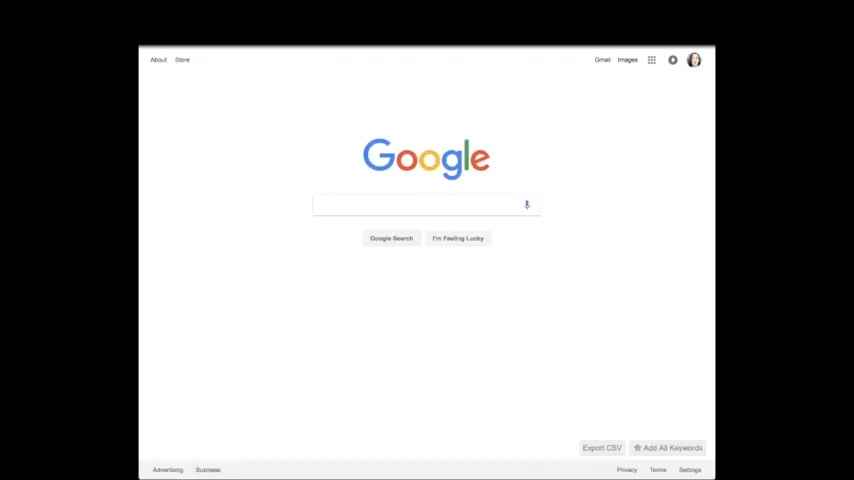 About Store Gmail Images
Google
Google Search I'm Feeling Lucky
Export CSV Add All Keywords
Advertising Business Privacy Terms Settings